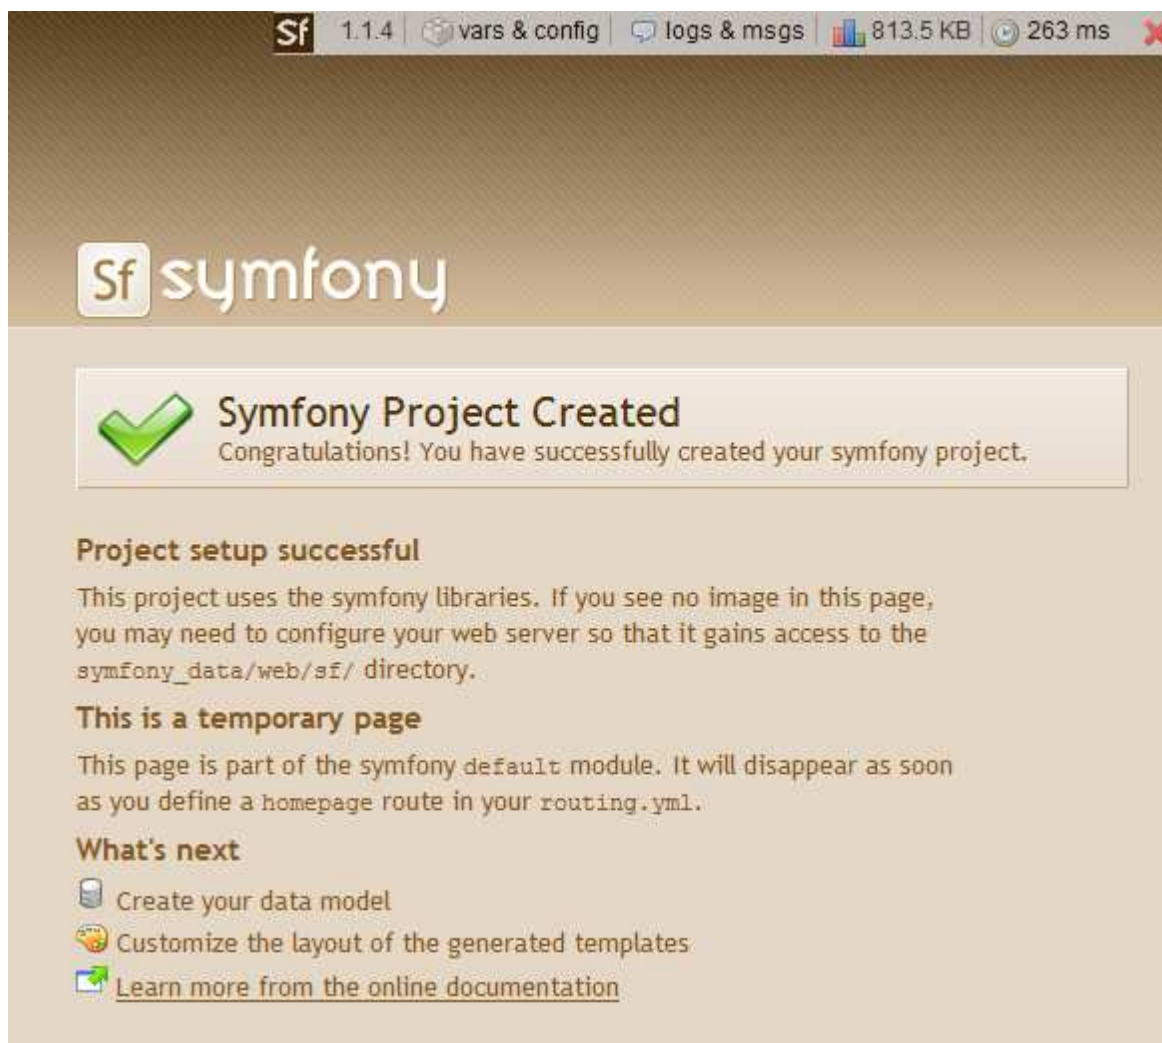 Sf 1.1.4 vars & config logs & msgs 813.5 KB 263 ms
Sf symfony
Symfony Project Created
Congratulations! You have successfully created your symfony project.
Project setup successful
This project uses the symfony libraries. If you see no image in this page,
you may need to configure your web server so that it gains access to the
symfony_data/web/sf/ directory.
This is a temporary page
This page is part of the symfony default module. It will disappear as soon
as you define a homepage route in your routing.yml.
What's next
Create your data model
Customize the layout of the generated templates
Learn more from the online documentation